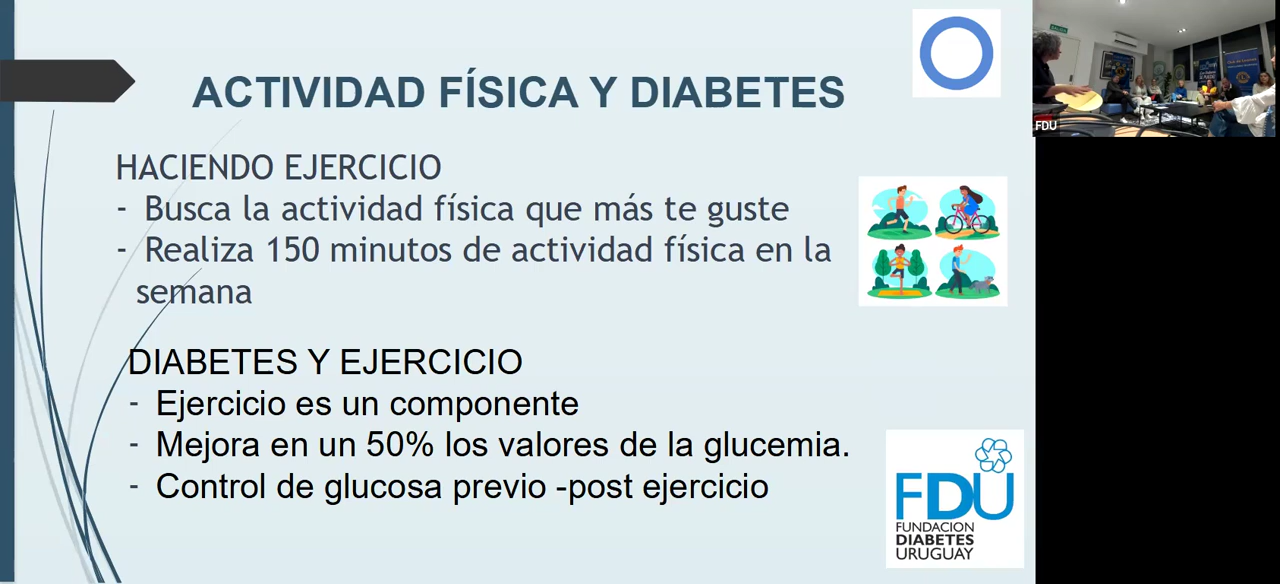 ACTIVIDAD FÍSICA Y DIABETES
HACIENDO EJERCICIO
- Busca la actividad física que más te guste
- Realiza 150 minutos de actividad física en la
semana
DIABETES Y EJERCICIO
- Ejercicio es un componente
- Mejora en un 50% los valores de la glucemia.
- Control de glucosa previo -post ejercicio
FDU
FUNDACION
DIABETES
URUGUAY
FDU